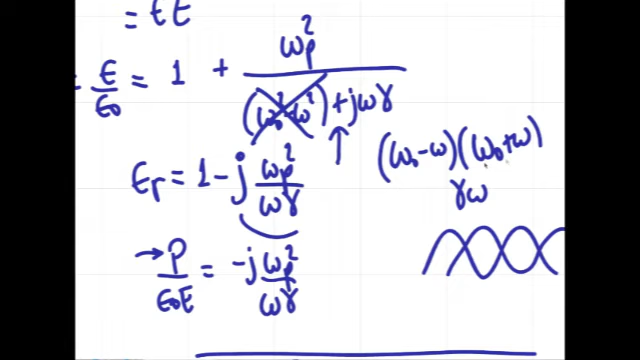 = εE
= ε/ε₀ = 1 + ωp²/((ω₀² - ω²) + jωγ)
(ω₀-ω)(ω₀+ω)
γω
εr = 1 - j ωp²/ωγ
→ P/ε₀E = -j ωp²/ωγ